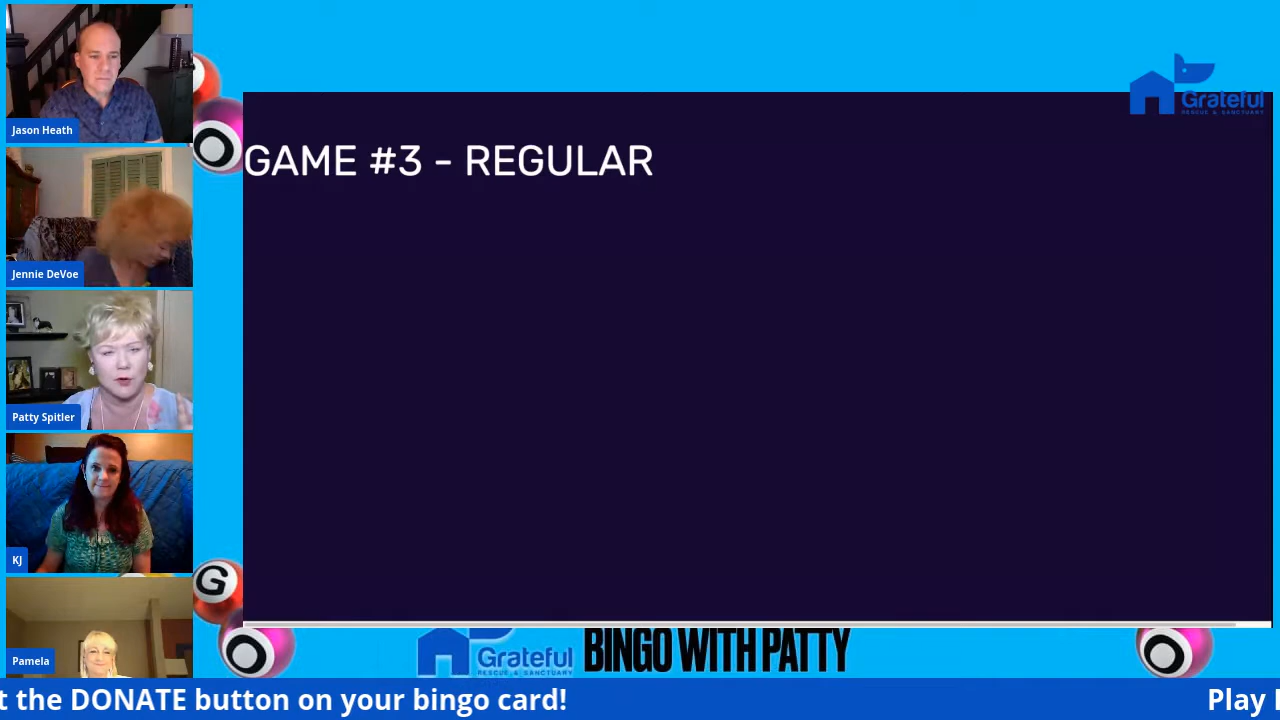 Jason Heath
Jennie DeVoe
Patty Spitler
KJ
Pamela
Grateful
RESCUE & SANCTUARY
O
GAME #3 - REGULAR
G
O
Grateful
RESCUE & SANCTUARY
BINGO WITH PATTY
O
t the DONATE button on your bingo card!
Play